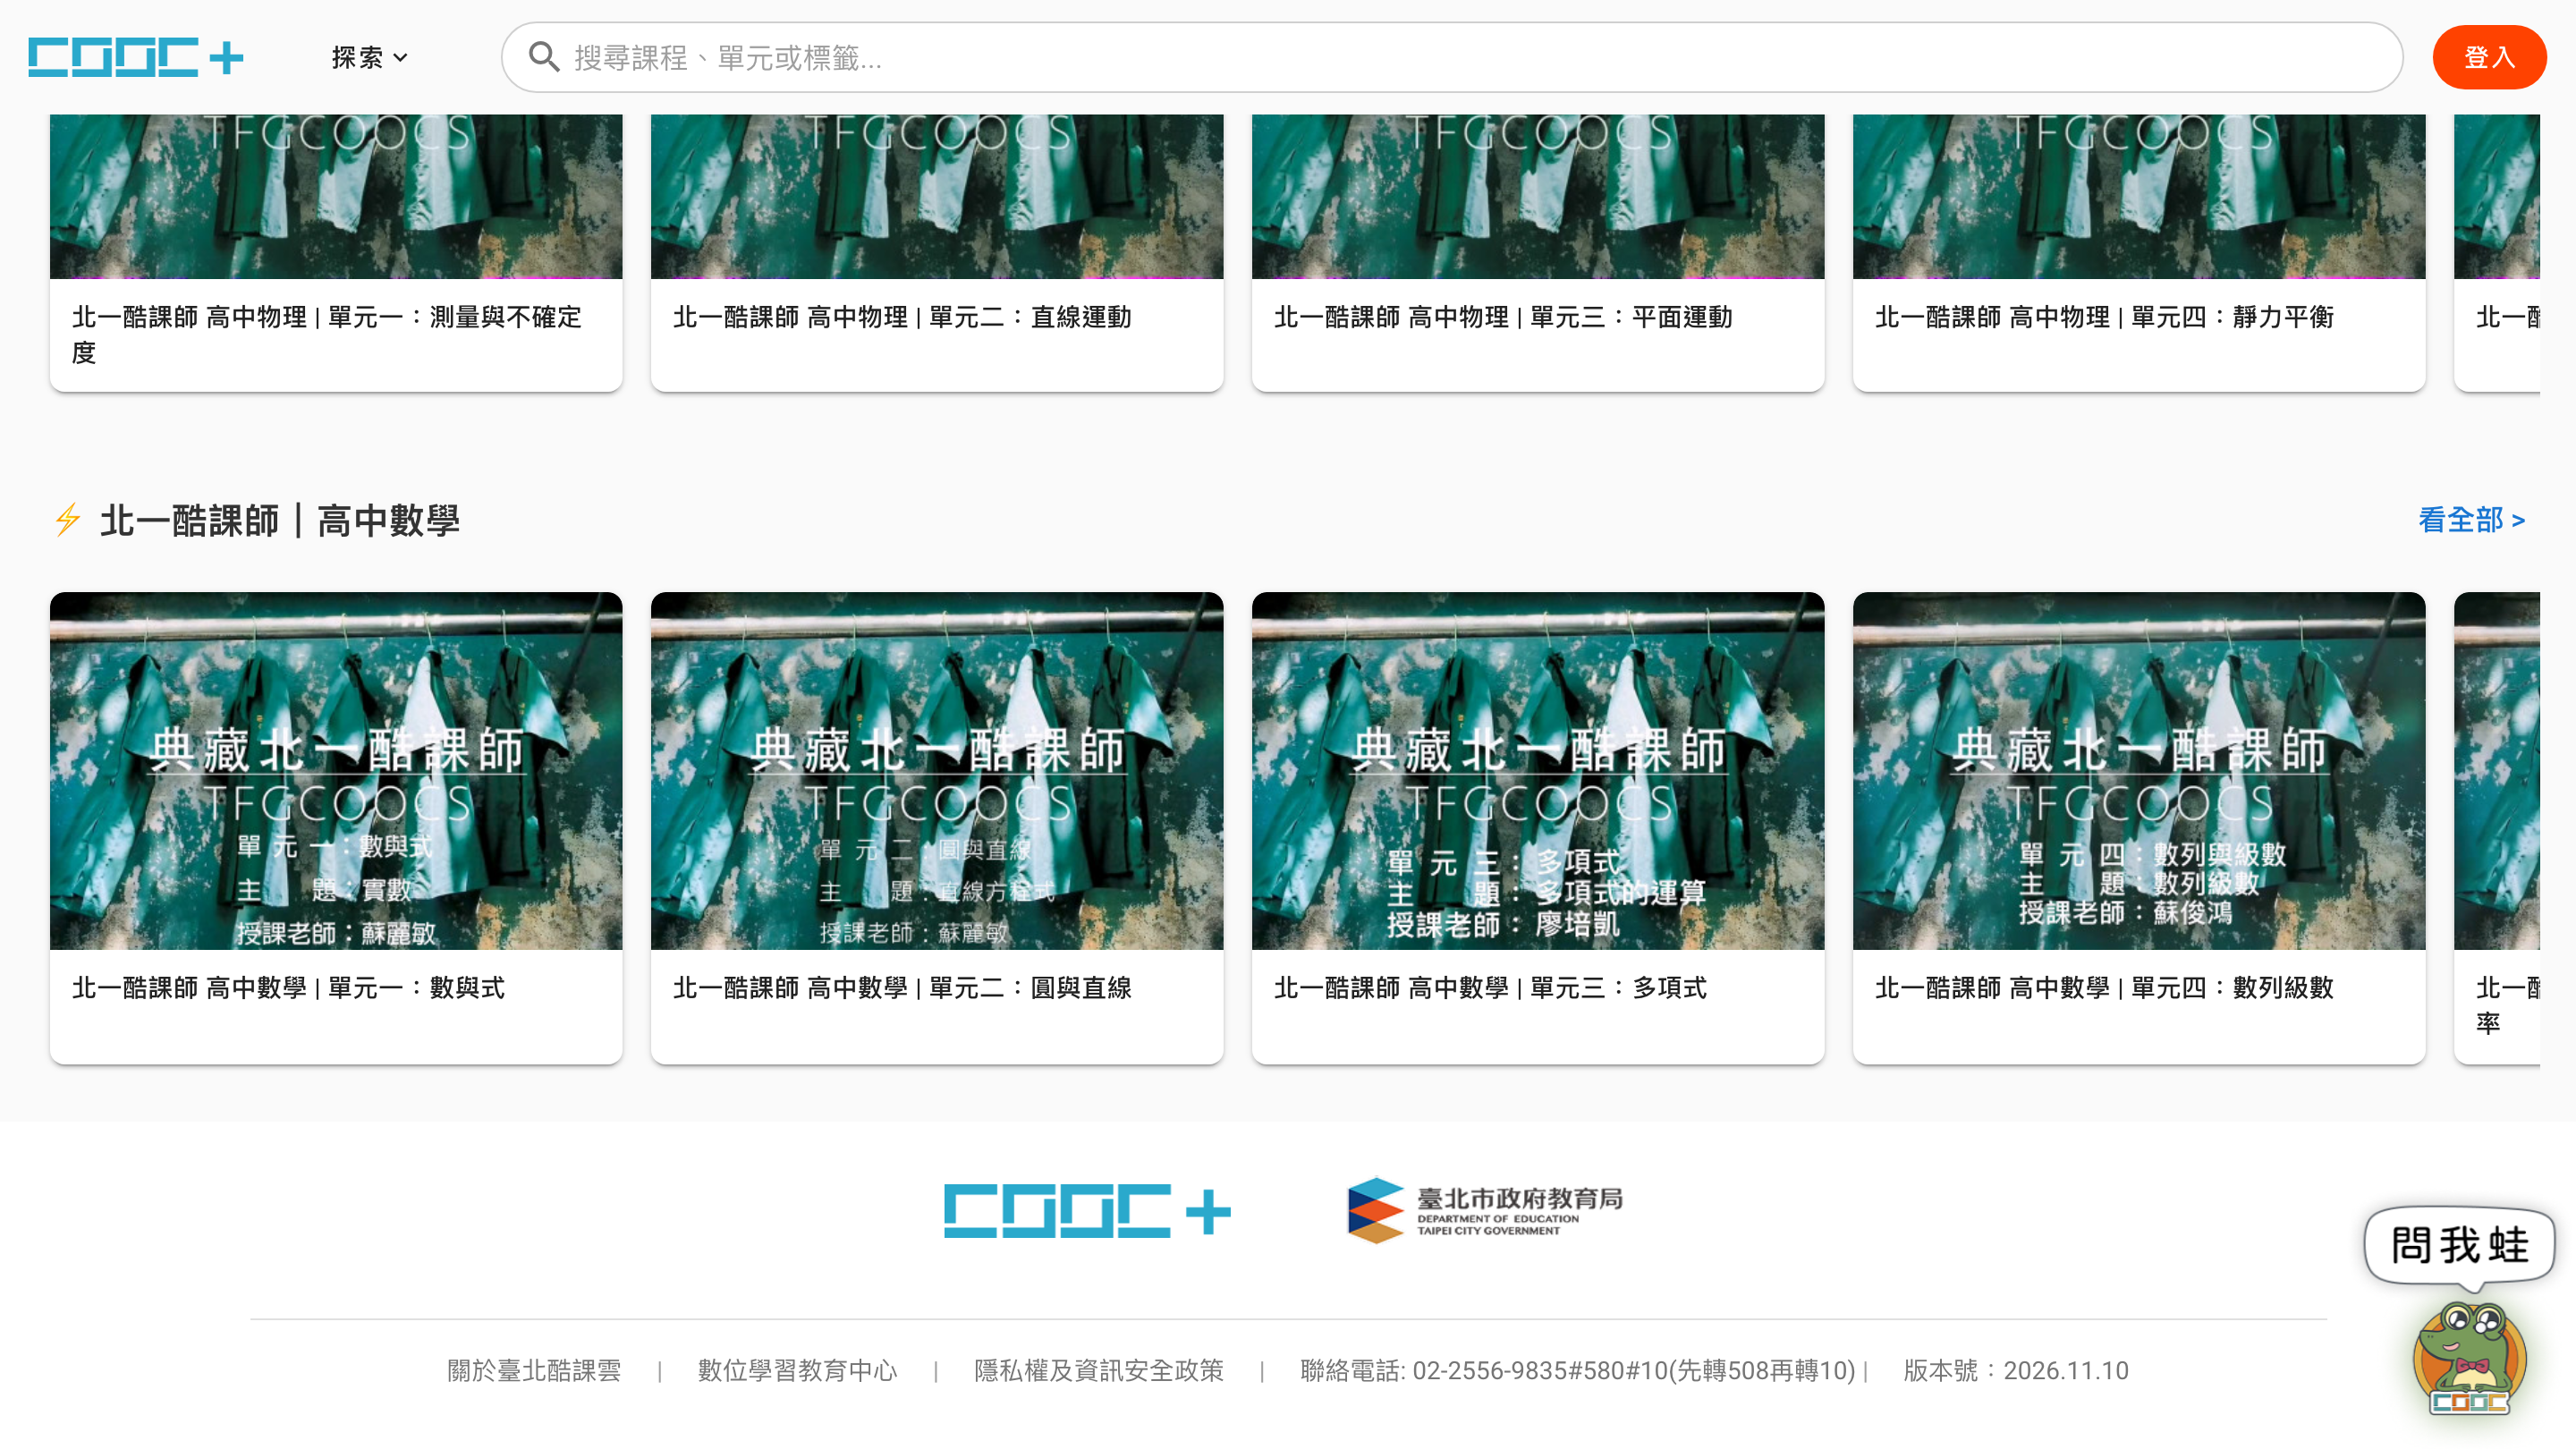 COOC+
探索
搜尋課程、單元或標籤...
登入
TFGCOOCS
TFGCOOCS
TFGCOOCS
TFGCOOCS
北一酷課師 高中物理 | 單元一：測量與不確定
度
北一酷課師 高中物理 | 單元二：直線運動
北一酷課師 高中物理 | 單元三：平面運動
北一酷課師 高中物理 | 單元四：靜力平衡
北一酷
北一酷課師｜高中數學
看全部 >
典藏北一酷課師
TFGCOOCS
單元一：數與式
主題：實數
授課老師：蘇麗敏
典藏北一酷課師
TFGCOOCS
單元二：圓與直線
主題：直線方程式
授課老師：蘇麗敏
典藏北一酷課師
TFGCOOCS
單元三：多項式
主題：多項式的運算
授課老師：廖培凱
典藏北一酷課師
TFGCOOCS
單元四：數列與級數
主題：數列級數
授課老師：蘇俊鴻
北一酷課師 高中數學 | 單元一：數與式
北一酷課師 高中數學 | 單元二：圓與直線
北一酷課師 高中數學 | 單元三：多項式
北一酷課師 高中數學 | 單元四：數列級數
北一酷
率
COOC+
臺北市政府教育局
DEPARTMENT OF EDUCATION
TAIPEI CITY GOVERNMENT
問我蛙
COOC
關於臺北酷課雲 | 數位學習教育中心 | 隱私權及資訊安全政策 | 聯絡電話: 02-2556-9835#580#10(先轉508再轉10) | 版本號：2026.11.10